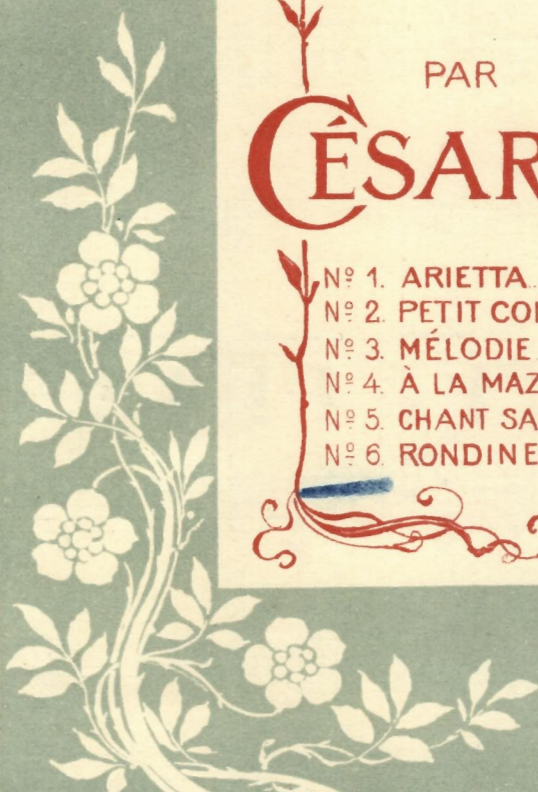 PAR
CÉSAR
Nº 1. ARIETTA..
Nº 2. PETIT
Nº 3. MÉLODIE.
Nº 4. À LA
Nº 5. CHANT
Nº 6. RONDINE